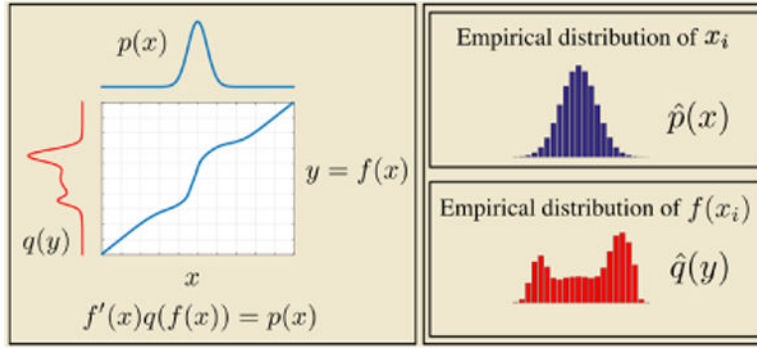 p(x)
y = f(x)
q(y)
x
f′(x)q(f(x)) = p(x)
Empirical distribution of xᵢ
p̂(x)
Empirical distribution of f(xᵢ)
q̂(y)